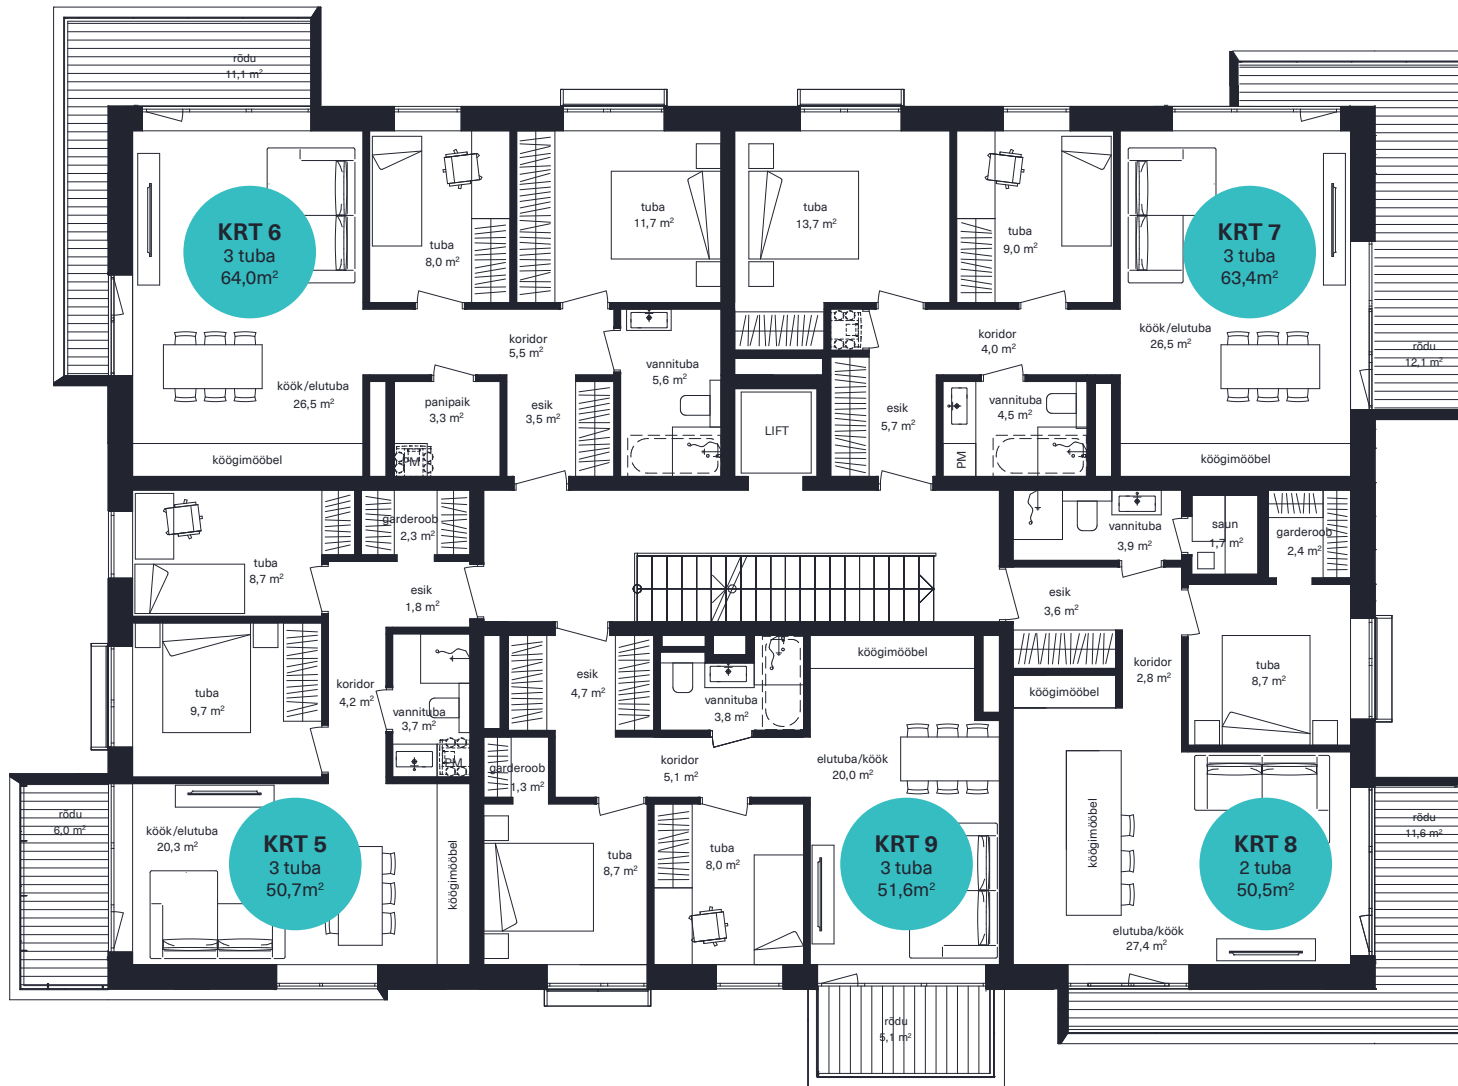 rõdu
11,1 m²
KRT 6
3 tuba
64,0m²
tuba
8,0 m²
tuba
11,7 m²
tuba
13,7 m²
tuba
9,0 m²
KRT 7
3 tuba
63,4m²
köök/elutuba
26,5 m²
rõdu
12,1 m²
koridor
5,5 m²
vannituba
5,6 m²
koridor
4,0 m²
köök/elutuba
26,5 m²
panipaik
3,3 m²
PM
esik
3,5 m²
LIFT
esik
5,7 m²
vannituba
4,5 m²
PM
köögimööbel
köögimööbel
garderoob
2,3 m²
tuba
8,7 m²
esik
1,8 m²
vannituba
3,9 m²
saun
1,7 m²
garderoob
2,4 m²
esik
3,6 m²
tuba
9,7 m²
koridor
4,2 m²
vannituba
3,7 m²
PM
esik
4,7 m²
vannituba
3,8 m²
köögimööbel
koridor
2,8 m²
köögimööbel
tuba
8,7 m²
garderoob
1,3 m²
koridor
5,1 m²
elutuba/köök
20,0 m²
rõdu
6,0 m²
köök/elutuba
20,3 m²
KRT 5
3 tuba
50,7m²
köögimööbel
tuba
8,7 m²
tuba
8,0 m²
KRT 9
3 tuba
51,6m²
köögimööbel
KRT 8
2 tuba
50,5m²
rõdu
11,6 m²
elutuba/köök
27,4 m²
rõdu
5,1 m²